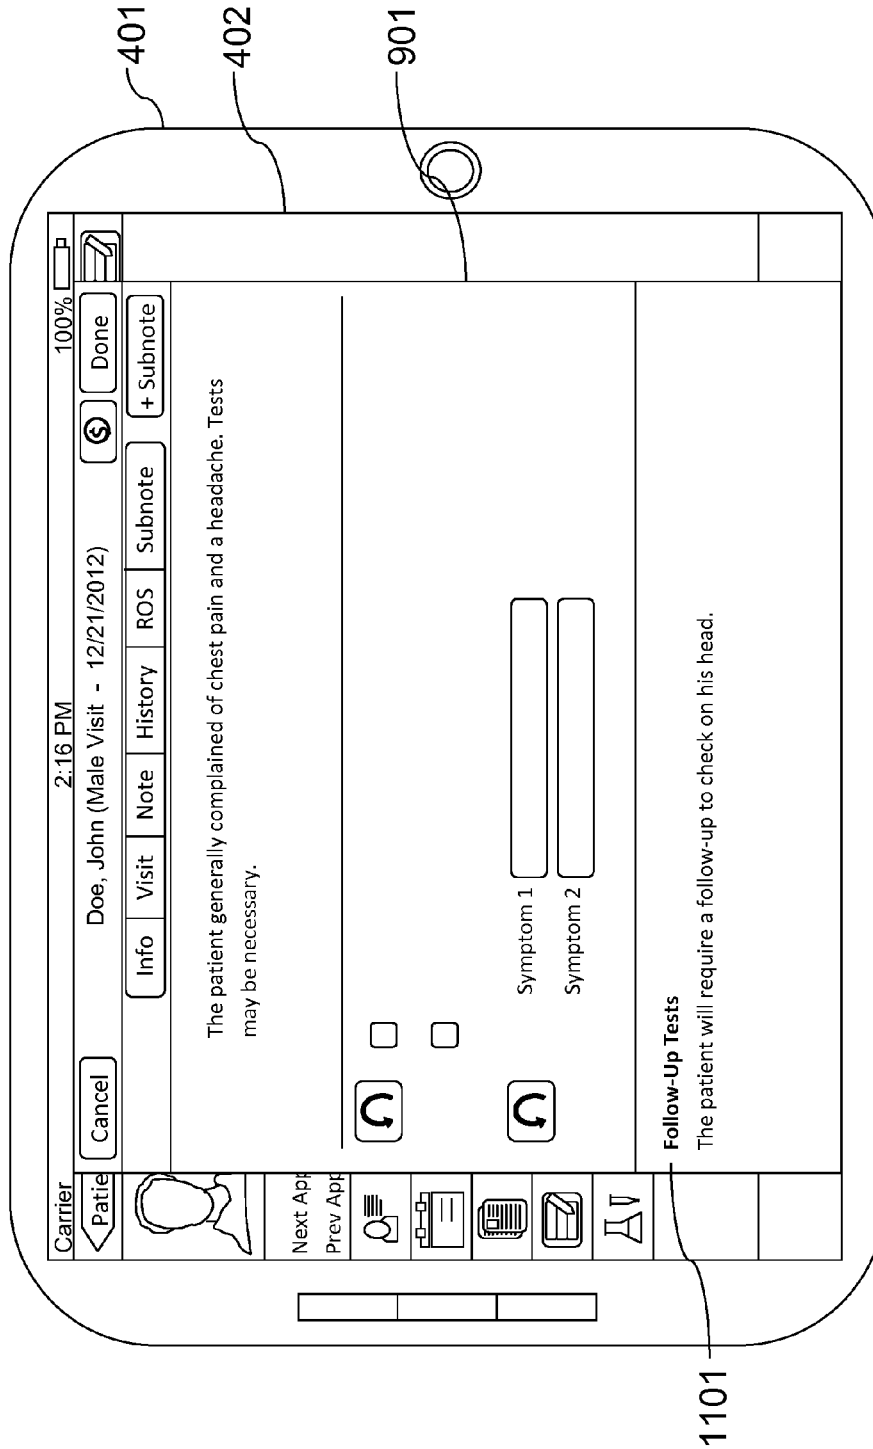 Carrier 2:16 PM 100%
Patie
Cancel Doe, John (Male Visit - 12/21/2012) $ Done
Info Visit Note History ROS Subnote + Subnote
The patient generally complained of chest pain and a headache. Tests
may be necessary.
Next App
Prev App
Symptom 1
Symptom 2
Follow-Up Tests
The patient will require a follow-up to check on his head.
401
402
901
1101